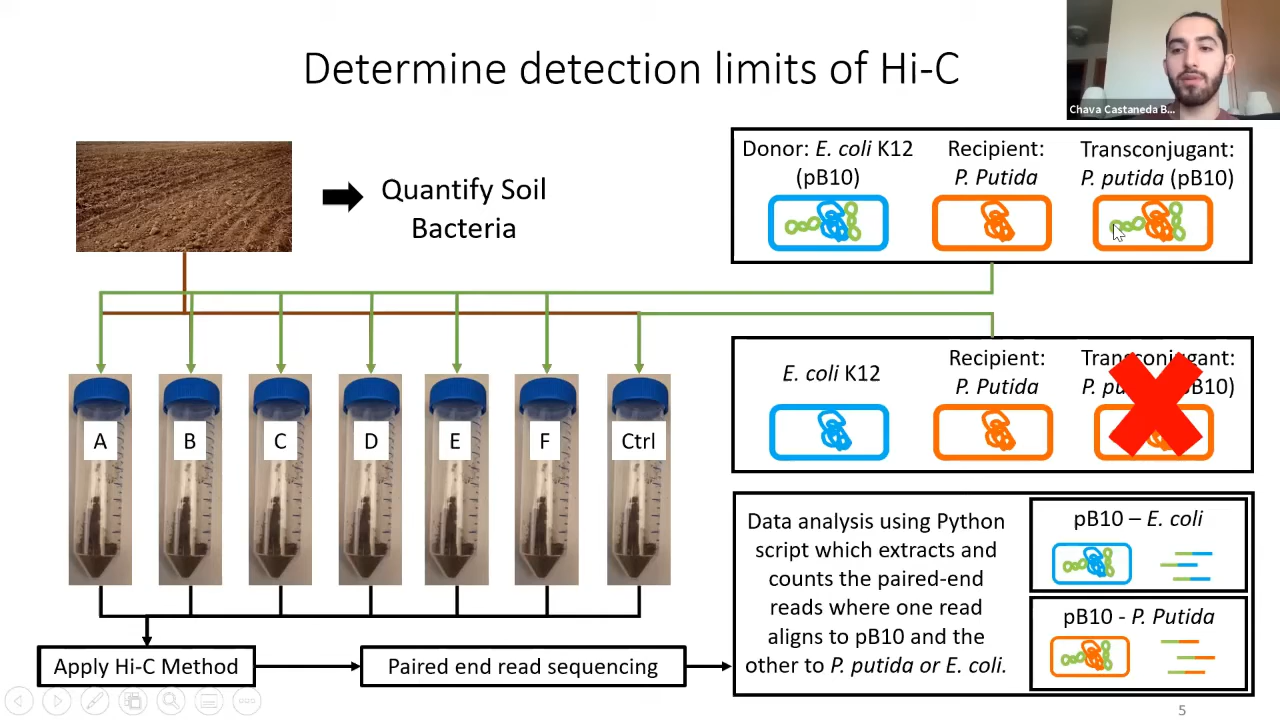 Determine detection limits of Hi-C
Chava Castaneda B...
Quantify Soil
Bacteria
Donor: E. coli K12
(pB10)
Recipient:
P. Putida
Transconjugant:
P. putida (pB10)
E. coli K12
Recipient:
P. Putida
A
B
C
D
E
F
Ctrl
Apply Hi-C Method
Paired end read sequencing
Data analysis using Python
script which extracts and
counts the paired-end
reads where one read
aligns to pB10 and the
other to P. putida or E. coli.
pB10 – E. coli
pB10 - P. Putida
5